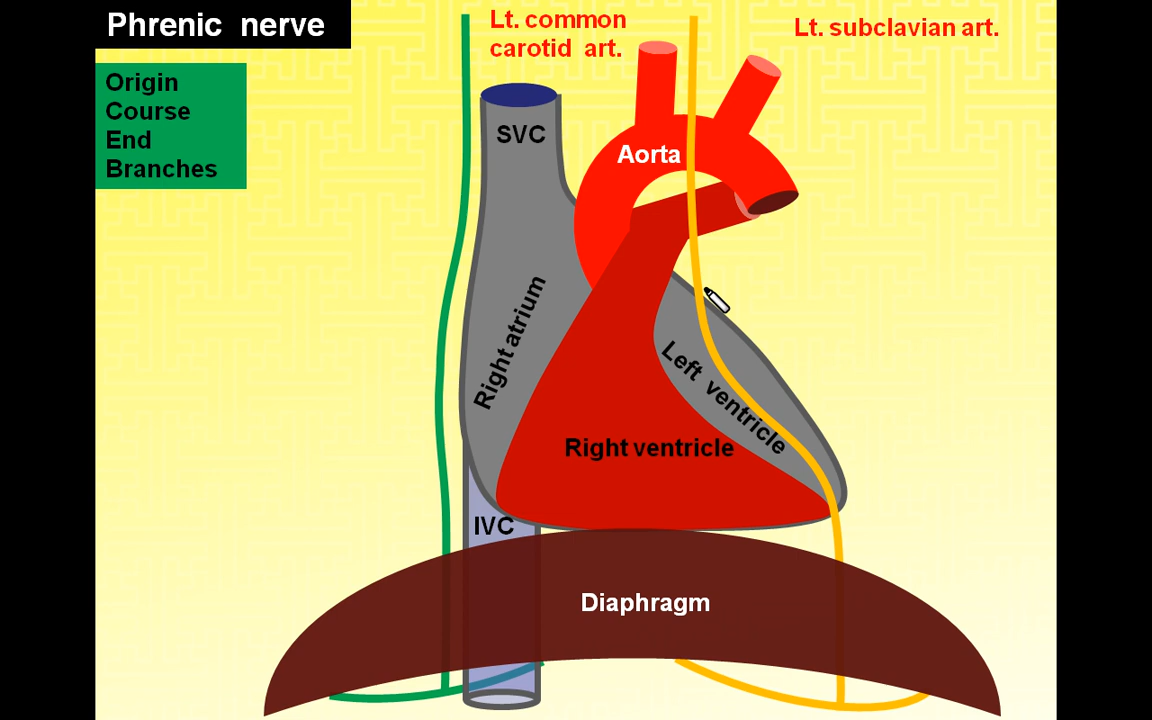 Phrenic nerve
Origin
Course
End
Branches
Lt. common
carotid art.
Lt. subclavian art.
SVC
Aorta
Right atrium
Left ventricle
Right ventricle
IVC
Diaphragm